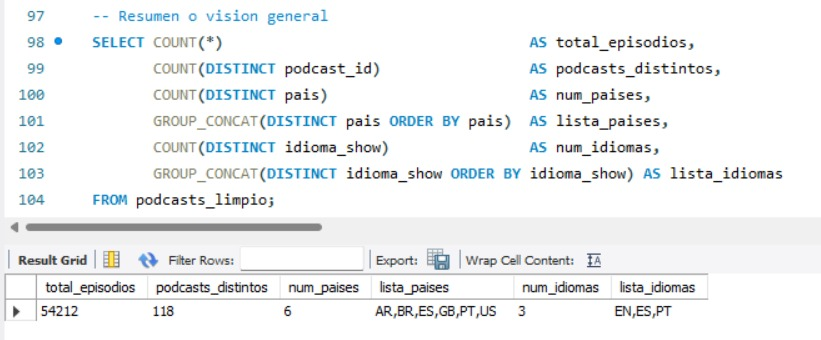 97 -- Resumen o vision general
98 SELECT COUNT(*) AS total_episodios,
99 COUNT(DISTINCT podcast_id) AS podcasts_distintos,
100 COUNT(DISTINCT pais) AS num_paises,
101 GROUP_CONCAT(DISTINCT pais ORDER BY pais) AS lista_paises,
102 COUNT(DISTINCT idioma_show) AS num_idiomas,
103 GROUP_CONCAT(DISTINCT idioma_show ORDER BY idioma_show) AS lista_idiomas
104 FROM podcasts_limpio;
Result Grid Filter Rows: Export: Wrap Cell Content: IA
total_episodios podcasts_distintos num_paises lista_paises num_idiomas lista_idiomas
54212 118 6 AR,BR,ES,GB,PT,US 3 EN,ES,PT